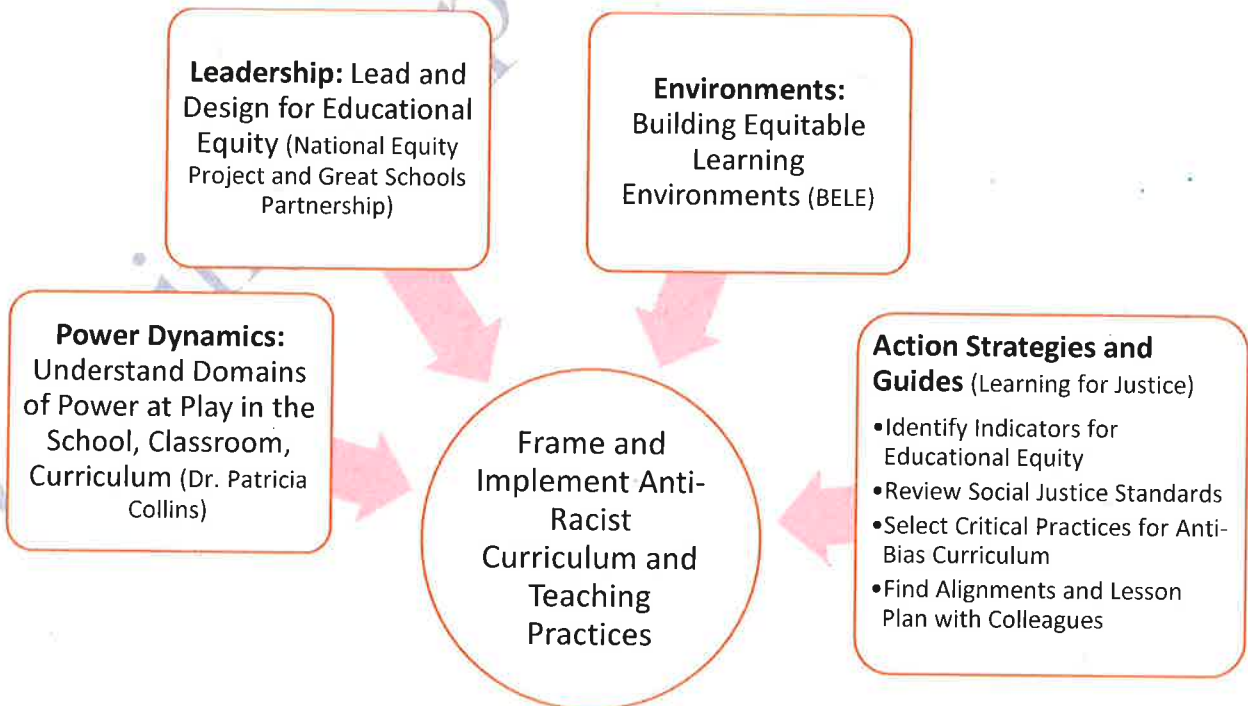 Leadership: Lead and
Design for Educational
Equity (National Equity
Project and Great Schools
Partnership)
Environments:
Building Equitable
Learning
Environments (BELE)
Power Dynamics:
Understand Domains
of Power at Play in the
School, Classroom,
Curriculum (Dr. Patricia
Collins)
Action Strategies and
Guides (Learning for Justice)
•Identify Indicators for
Educational Equity
•Review Social Justice Standards
•Select Critical Practices for Anti-
Bias Curriculum
•Find Alignments and Lesson
Plan with Colleagues
Frame and
Implement Anti-
Racist
Curriculum and
Teaching
Practices